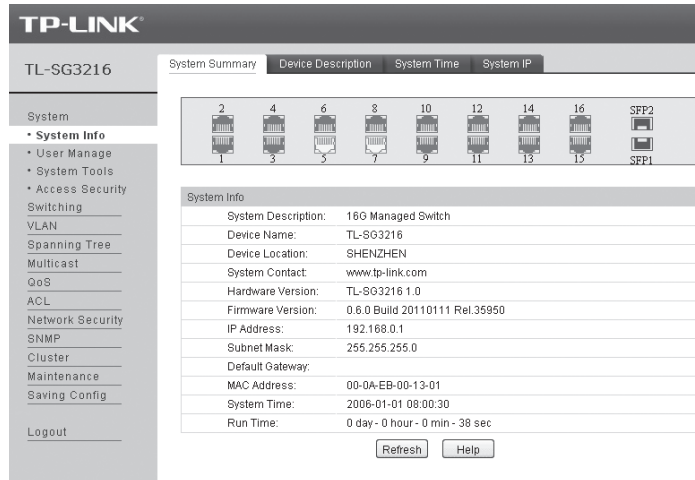 TP-LINK®
TL-SG3216
System Summary Device Description System Time System IP
System
• System Info
• User Manage
• System Tools
• Access Security
Switching
VLAN
Spanning Tree
Multicast
QoS
ACL
Network Security
SNMP
Cluster
Maintenance
Saving Config
Logout
2 4 6 8 10 12 14 16 SFP2
1 3 5 7 9 11 13 15 SFP1
System Info
System Description: 16G Managed Switch
Device Name: TL-SG3216
Device Location: SHENZHEN
System Contact: www.tp-link.com
Hardware Version: TL-SG3216 1.0
Firmware Version: 0.6.0 Build 20110111 Rel.35950
IP Address: 192.168.0.1
Subnet Mask: 255.255.255.0
Default Gateway:
MAC Address: 00-0A-EB-00-13-01
System Time: 2006-01-01 08:00:30
Run Time: 0 day - 0 hour - 0 min - 38 sec
Refresh Help